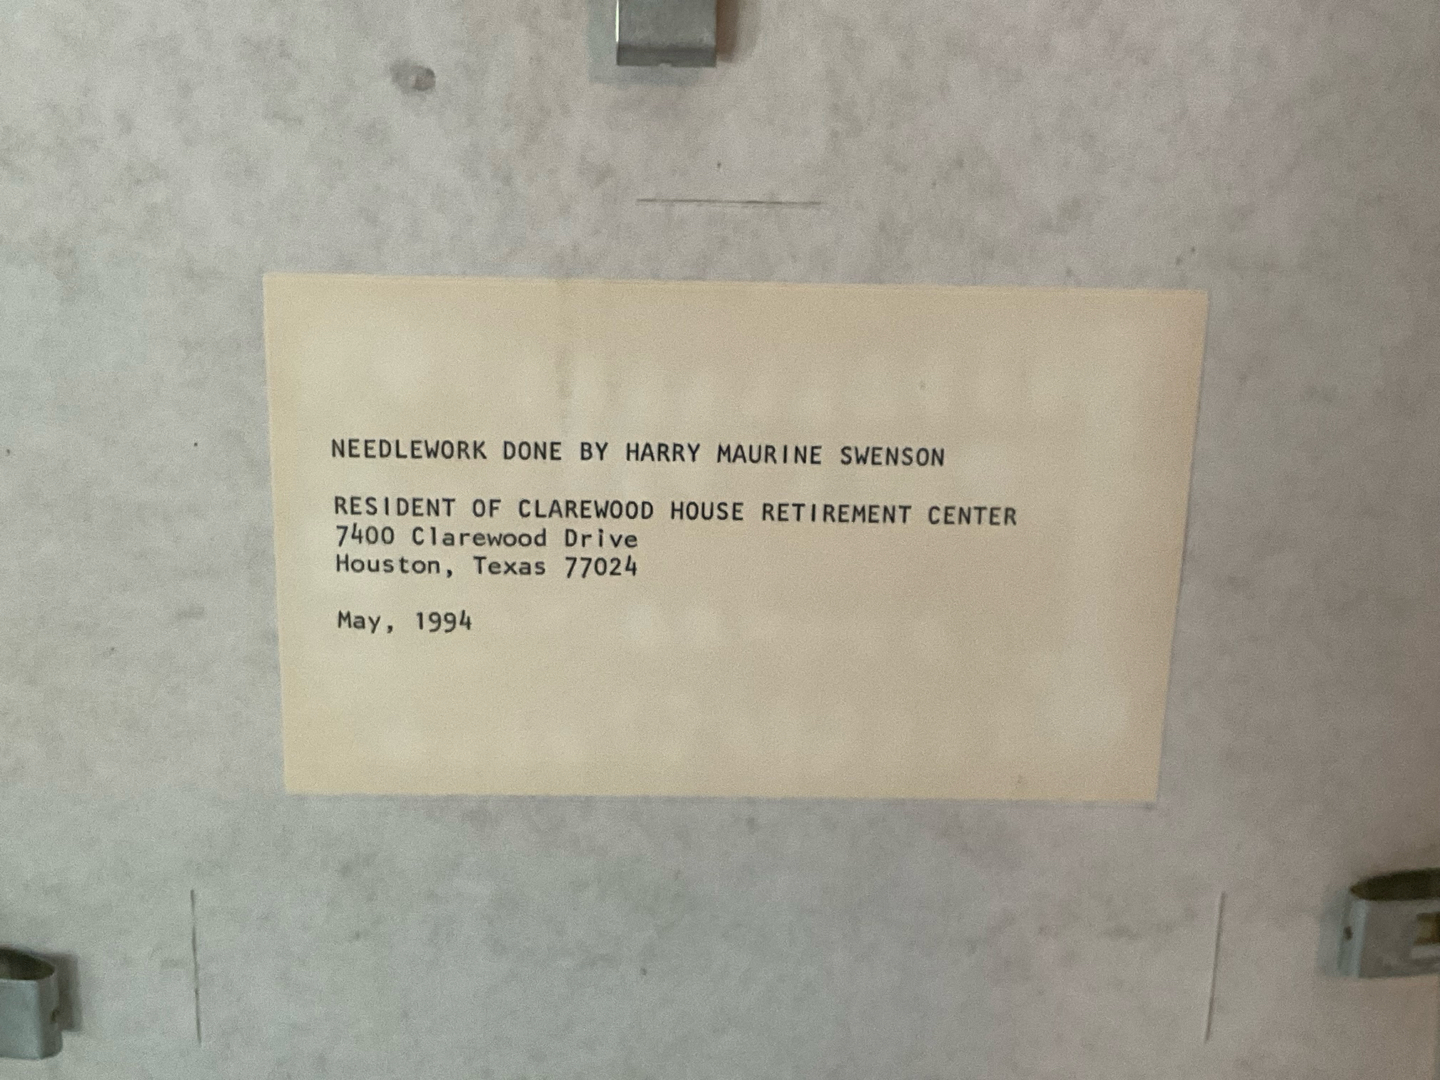 NEEDLEWORK DONE BY HARRY MAURINE SWENSON
RESIDENT OF CLAREWOOD HOUSE RETIREMENT CENTER
7400 Clarewood Drive
Houston, Texas 77024
May, 1994